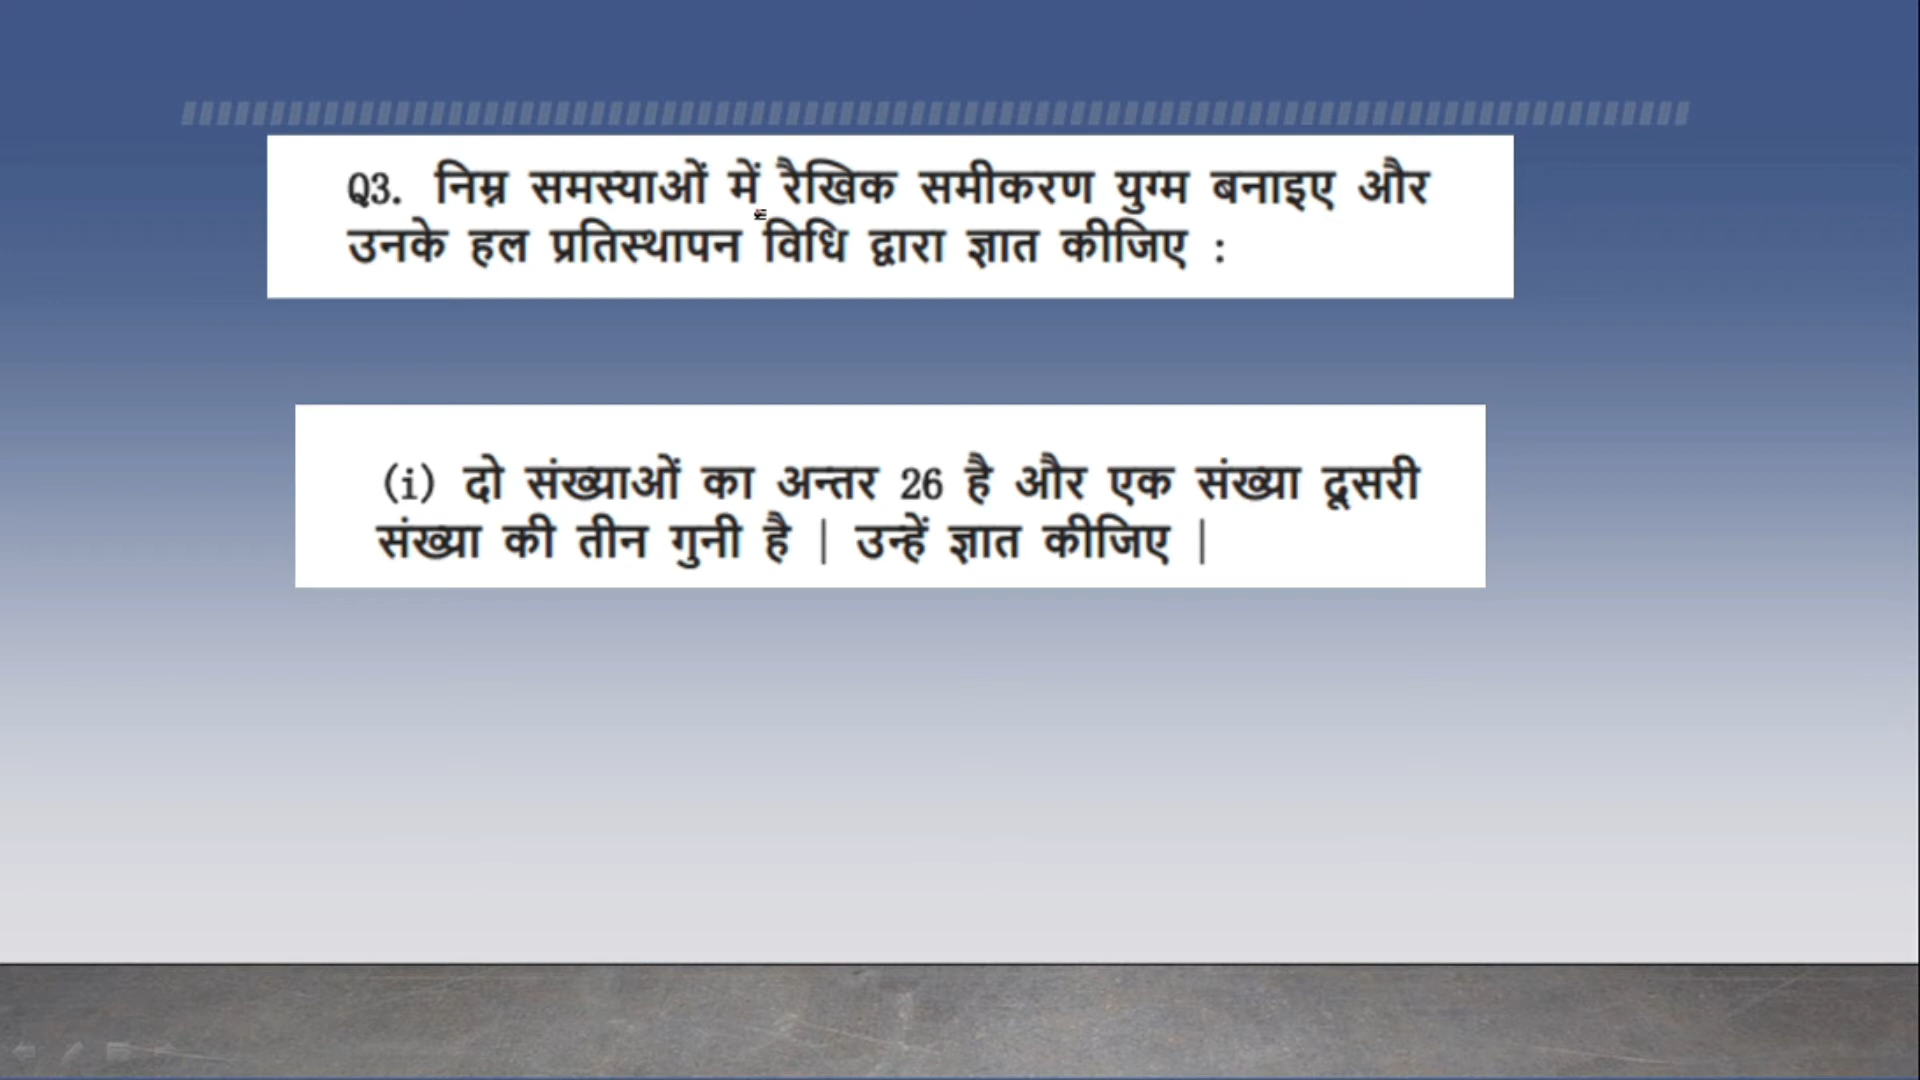 Q3. निम्न समस्याओं में रैखिक समीकरण युग्म बनाइए और
उनके हल प्रतिस्थापन विधि द्वारा ज्ञात कीजिए :
(i) दो संख्याओं का अन्तर 26 है और एक संख्या दूसरी
संख्या की तीन गुनी है | उन्हें ज्ञात कीजिए |